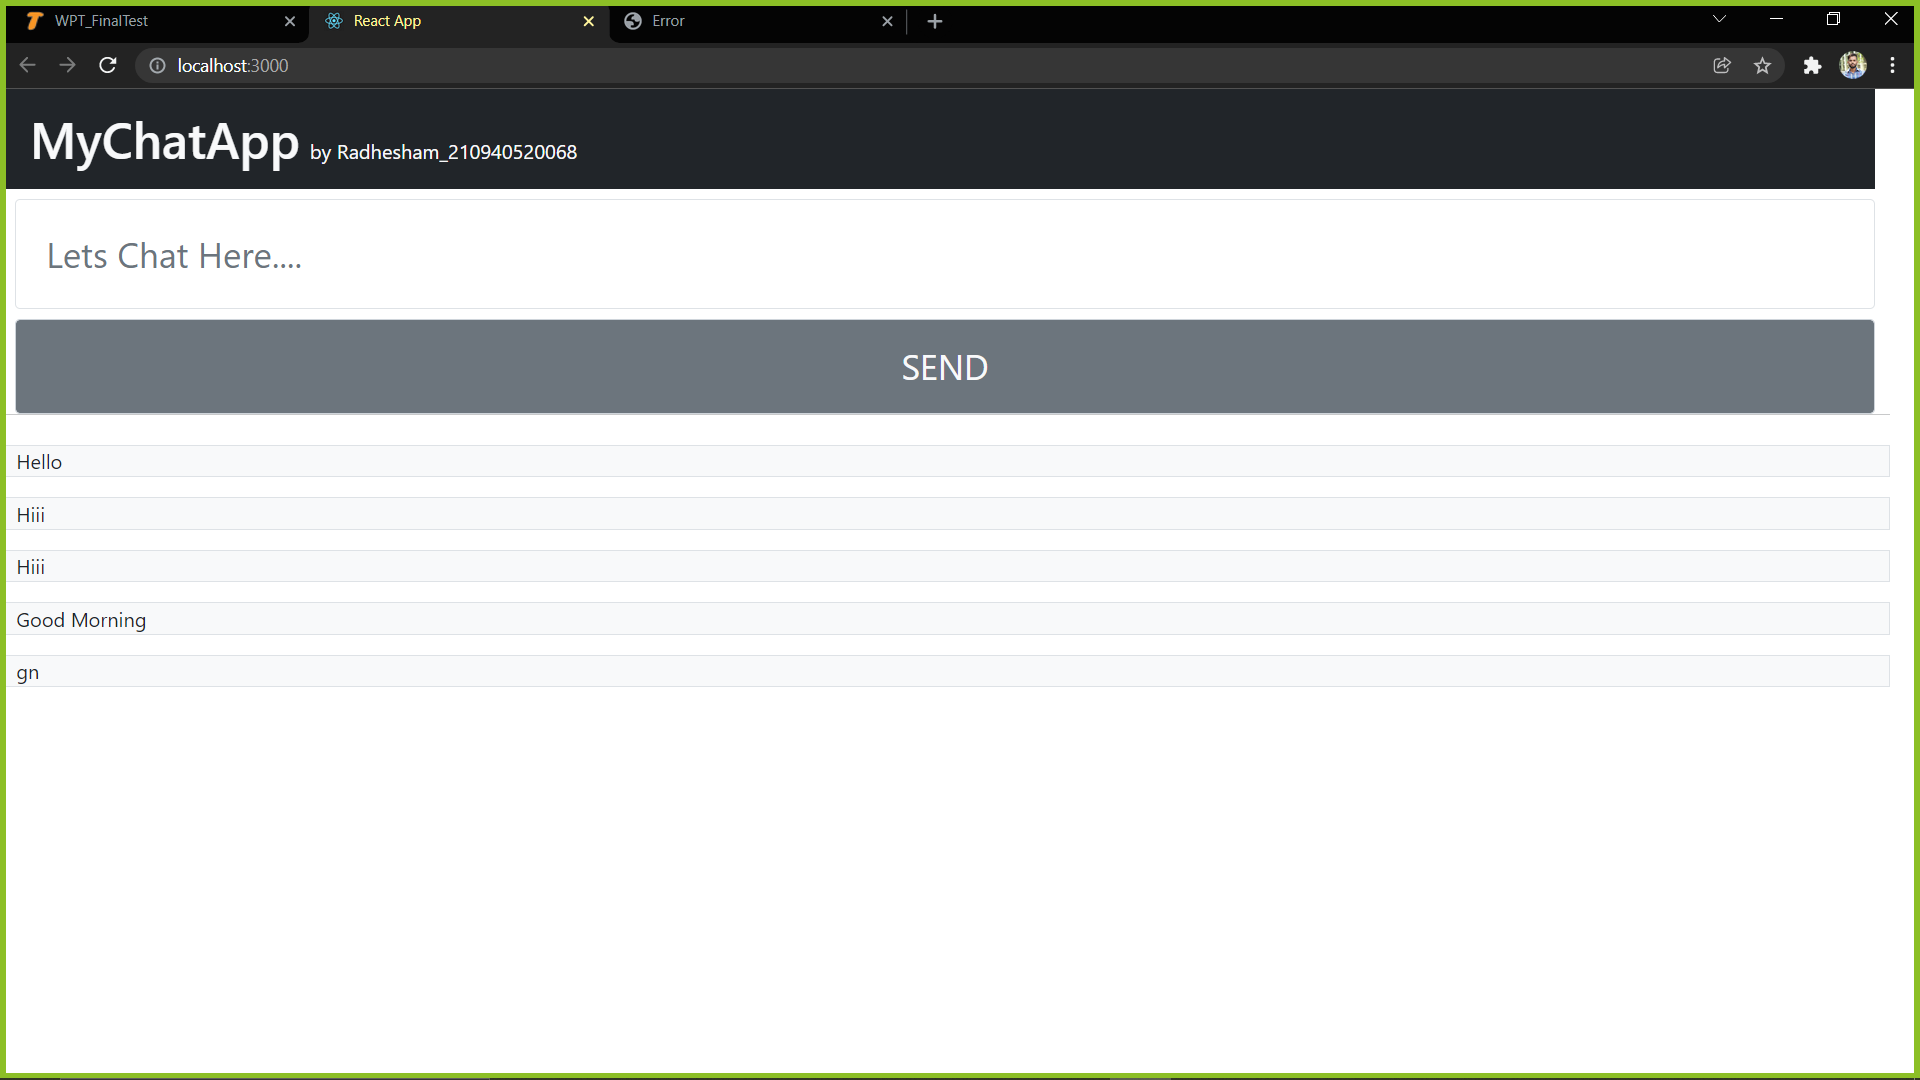 WPT_FinalTest
React App
Error
localhost:3000
MyChatApp by Radhesham_210940520068
Lets Chat Here....
SEND
Hello
Hiii
Hiii
Good Morning
gn